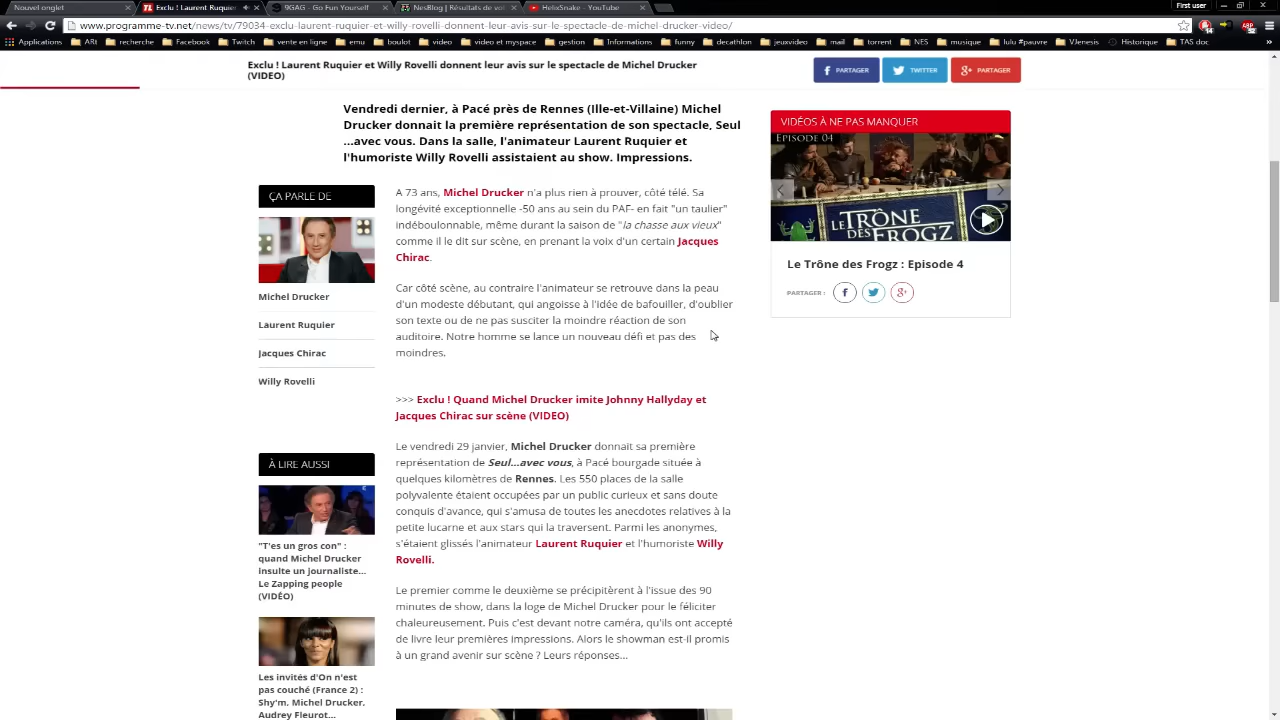 Nouvel onglet
Exclu ! Laurent Ruquier
9GAG - Go Fun Yourself
NesBlog | Résultats de vo
HelixSnake - YouTube
First user
www.programme-tv.net/news/tv/79034-exclu-laurent-ruquier-et-willy-rovelli-donnent-leur-avis-sur-le-spectacle-de-michel-drucker-video/
Applications ARt recherche Facebook Twitch vente en ligne emu boulot video video et myspace gestion Informations funny decathlon jeuxvideo mail torrent NES musique lulu #pauvre VJenesis Historique TAS doc
Exclu ! Laurent Ruquier et Willy Rovelli donnent leur avis sur le spectacle de Michel Drucker
(VIDEO)
PARTAGER
TWITTER
PARTAGER
Vendredi dernier, à Pacé près de Rennes (Ille-et-Villaine) Michel
Drucker donnait la première représentation de son spectacle, Seul
...avec vous. Dans la salle, l'animateur Laurent Ruquier et
l'humoriste Willy Rovelli assistaient au show. Impressions.
ÇA PARLE DE
Michel Drucker
Laurent Ruquier
Jacques Chirac
Willy Rovelli
À LIRE AUSSI
"T'es un gros con" :
quand Michel Drucker
insulte un journaliste...
Le Zapping people
(VIDÉO)
Les invités d'On n'est
pas couché (France 2) :
Shy'm, Michel Drucker,
Audrey Fleurot...
A 73 ans, Michel Drucker n'a plus rien à prouver, côté télé. Sa
longévité exceptionnelle -50 ans au sein du PAF- en fait "un taulier"
indéboulonnable, même durant la saison de "la chasse aux vieux"
comme il le dit sur scène, en prenant la voix d'un certain Jacques
Chirac.
Car côté scène, au contraire l'animateur se retrouve dans la peau
d'un modeste débutant, qui angoisse à l'idée de bafouiller, d'oublier
son texte ou de ne pas susciter la moindre réaction de son
auditoire. Notre homme se lance un nouveau défi et pas des
moindres.
>>> Exclu ! Quand Michel Drucker imite Johnny Hallyday et
Jacques Chirac sur scène (VIDEO)
Le vendredi 29 janvier, Michel Drucker donnait sa première
représentation de Seul...avec vous, à Pacé bourgade située à
quelques kilomètres de Rennes. Les 550 places de la salle
polyvalente étaient occupées par un public curieux et sans doute
conquis d'avance, qui s'amusa de toutes les anecdotes relatives à la
petite lucarne et aux stars qui la traversent. Parmi les anonymes,
s'étaient glissés l'animateur Laurent Ruquier et l'humoriste Willy
Rovelli.
Le premier comme le deuxième se précipitèrent à l'issue des 90
minutes de show, dans la loge de Michel Drucker pour le féliciter
chaleureusement. Puis c'est devant notre caméra, qu'ils ont accepté
de livre leur premières impressions. Alors le showman est-il promis
à un grand avenir sur scène ? Leurs réponses...
VIDÉOS À NE PAS MANQUER
EPISODE 04
LE TRÔNE
DES FROGZ
Le Trône des Frogz : Episode 4
PARTAGER :